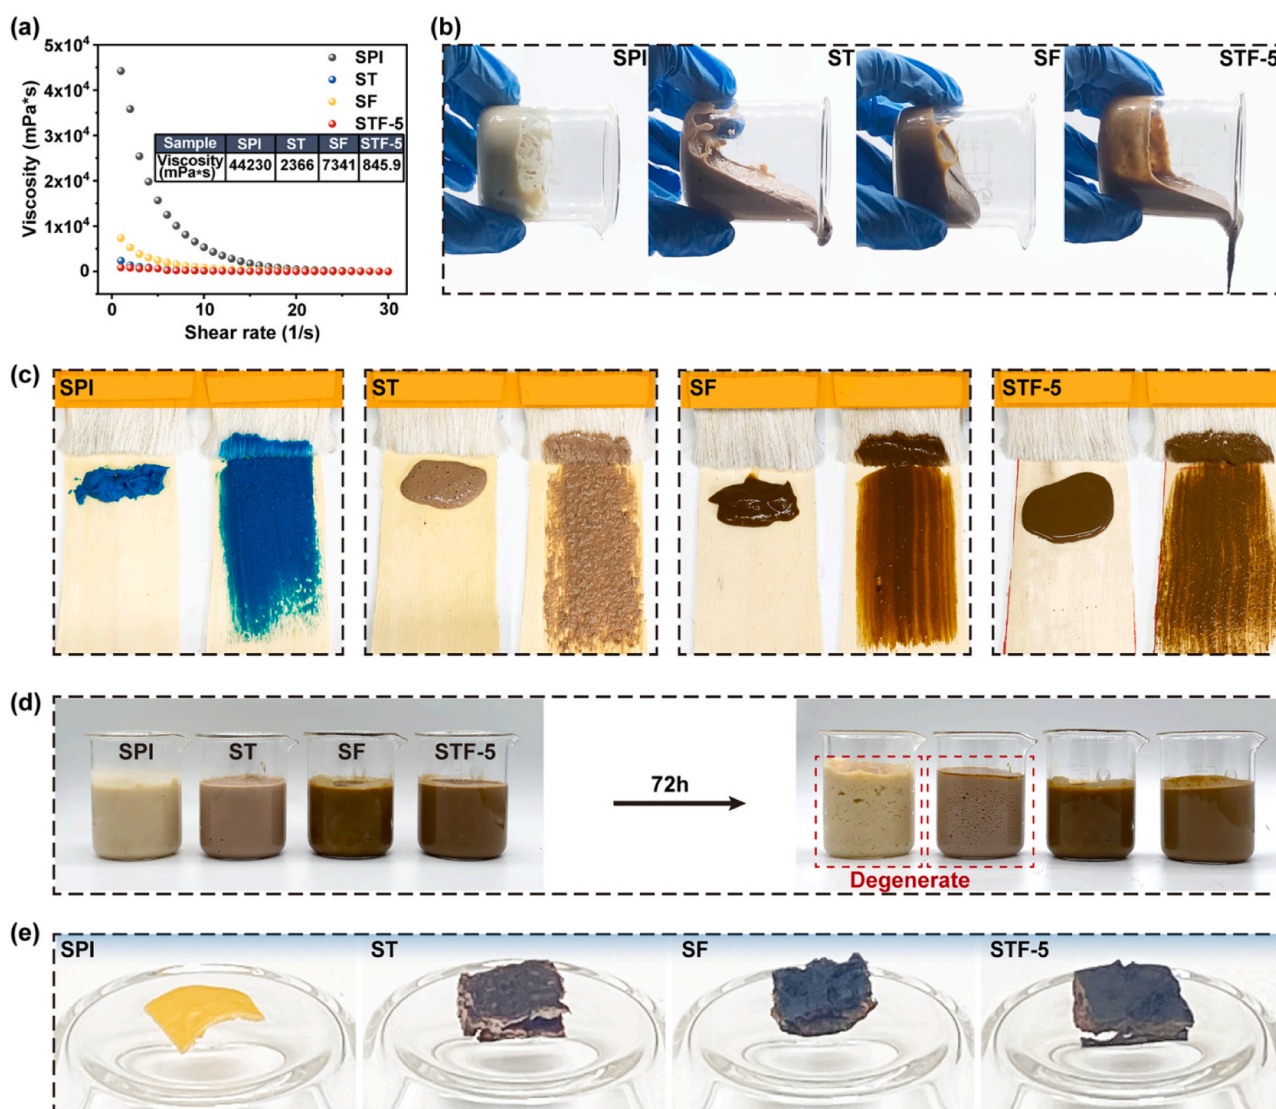 (a)
5x10⁴
4x10⁴
3x10⁴
2x10⁴
1x10⁴
0
Viscosity (mPa*s)
SPI
ST
SF
STF-5
Sample SPI ST SF STF-5
Viscosity (mPa*s) 44230 2366 7341 845.9
0 10 20 30
Shear rate (1/s)
(b)
SPI ST SF STF-5
(c)
SPI ST SF STF-5
(d)
SPI ST SF STF-5
72h
Degenerate
(e)
SPI ST SF STF-5